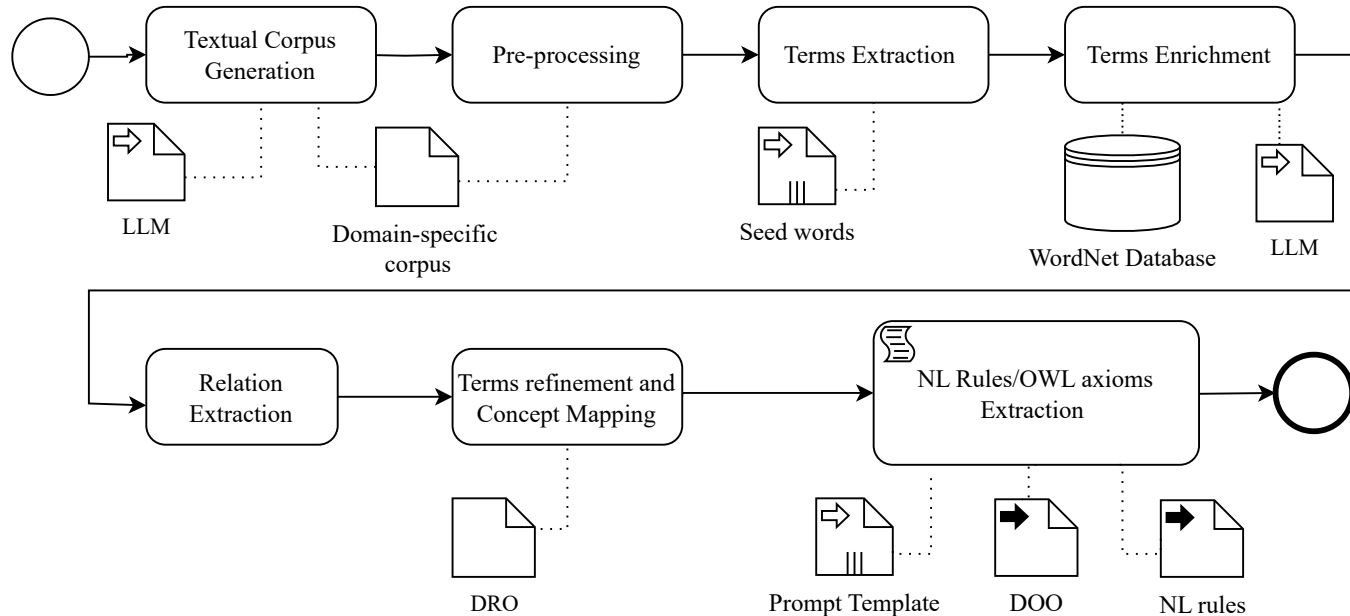 Textual Corpus
Generation
Pre-processing
Terms Extraction
Terms Enrichment
LLM
Domain-specific
corpus
Seed words
WordNet Database
LLM
Relation
Extraction
Terms refinement and
Concept Mapping
NL Rules/OWL axioms
Extraction
DRO
Prompt Template
DOO
NL rules